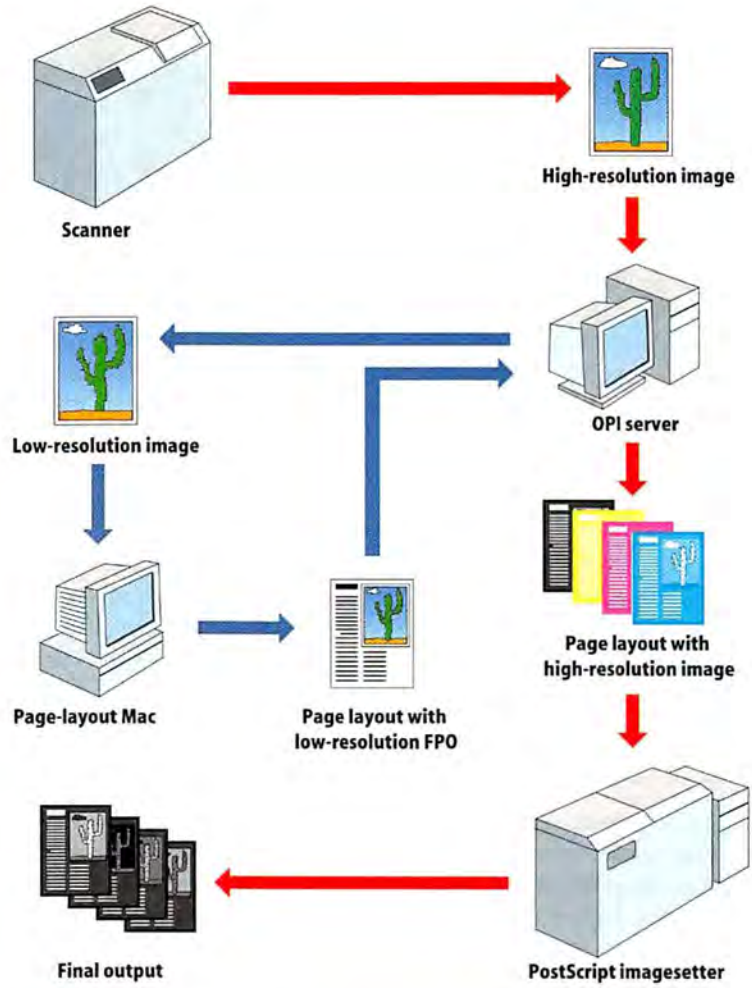 Scanner
High-resolution image
Low-resolution image
OPI server
Page-layout Mac
Page layout with
low-resolution FPO
Page layout with
high-resolution image
Final output
PostScript imagesetter